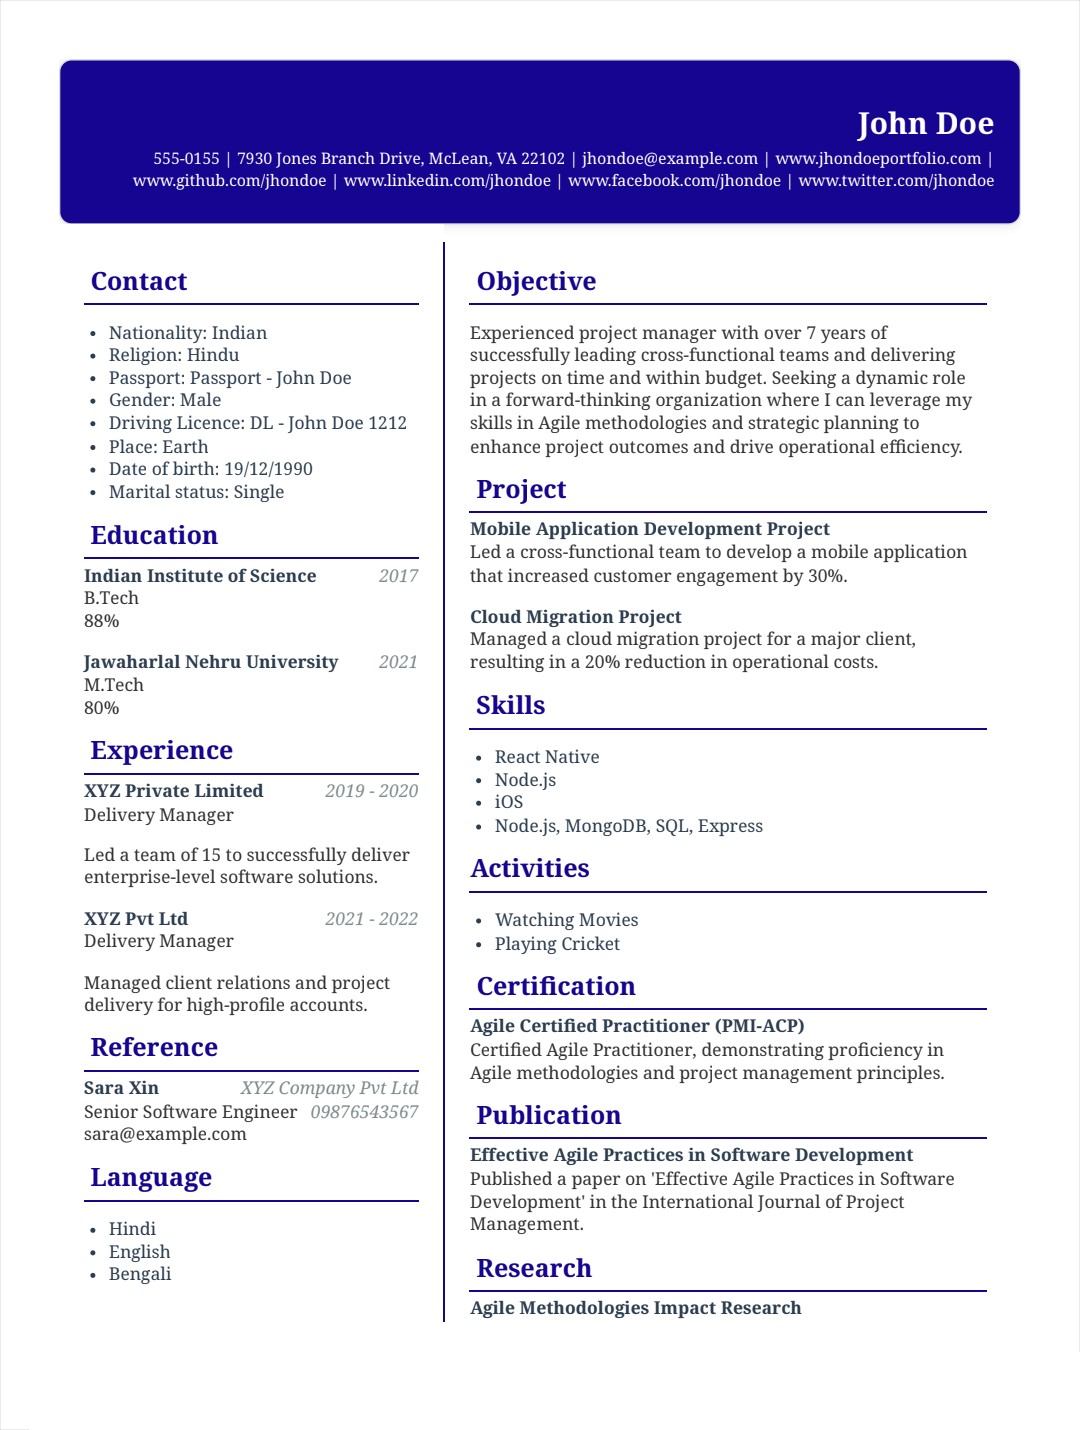 John Doe
555-0155 | 7930 Jones Branch Drive, McLean, VA 22102 | jhondoe@example.com | www.jhondoeportfolio.com |
www.github.com/jhondoe | www.linkedin.com/jhondoe | www.facebook.com/jhondoe | www.twitter.com/jhondoe
Contact
• Nationality: Indian
• Religion: Hindu
• Passport: Passport - John Doe
• Gender: Male
• Driving Licence: DL - John Doe 1212
• Place: Earth
• Date of birth: 19/12/1990
• Marital status: Single
Education
Indian Institute of Science 2017
B.Tech
88%
Jawaharlal Nehru University 2021
M.Tech
80%
Experience
XYZ Private Limited 2019 - 2020
Delivery Manager
Led a team of 15 to successfully deliver
enterprise-level software solutions.
XYZ Pvt Ltd 2021 - 2022
Delivery Manager
Managed client relations and project
delivery for high-profile accounts.
Reference
Sara Xin XYZ Company Pvt Ltd
Senior Software Engineer 09876543567
sara@example.com
Language
• Hindi
• English
• Bengali
Objective
Experienced project manager with over 7 years of
successfully leading cross-functional teams and delivering
projects on time and within budget. Seeking a dynamic role
in a forward-thinking organization where I can leverage my
skills in Agile methodologies and strategic planning to
enhance project outcomes and drive operational efficiency.
Project
Mobile Application Development Project
Led a cross-functional team to develop a mobile application
that increased customer engagement by 30%.
Cloud Migration Project
Managed a cloud migration project for a major client,
resulting in a 20% reduction in operational costs.
Skills
• React Native
• Node.js
• iOS
• Node.js, MongoDB, SQL, Express
Activities
• Watching Movies
• Playing Cricket
Certification
Agile Certified Practitioner (PMI-ACP)
Certified Agile Practitioner, demonstrating proficiency in
Agile methodologies and project management principles.
Publication
Effective Agile Practices in Software Development
Published a paper on 'Effective Agile Practices in Software
Development' in the International Journal of Project
Management.
Research
Agile Methodologies Impact Research